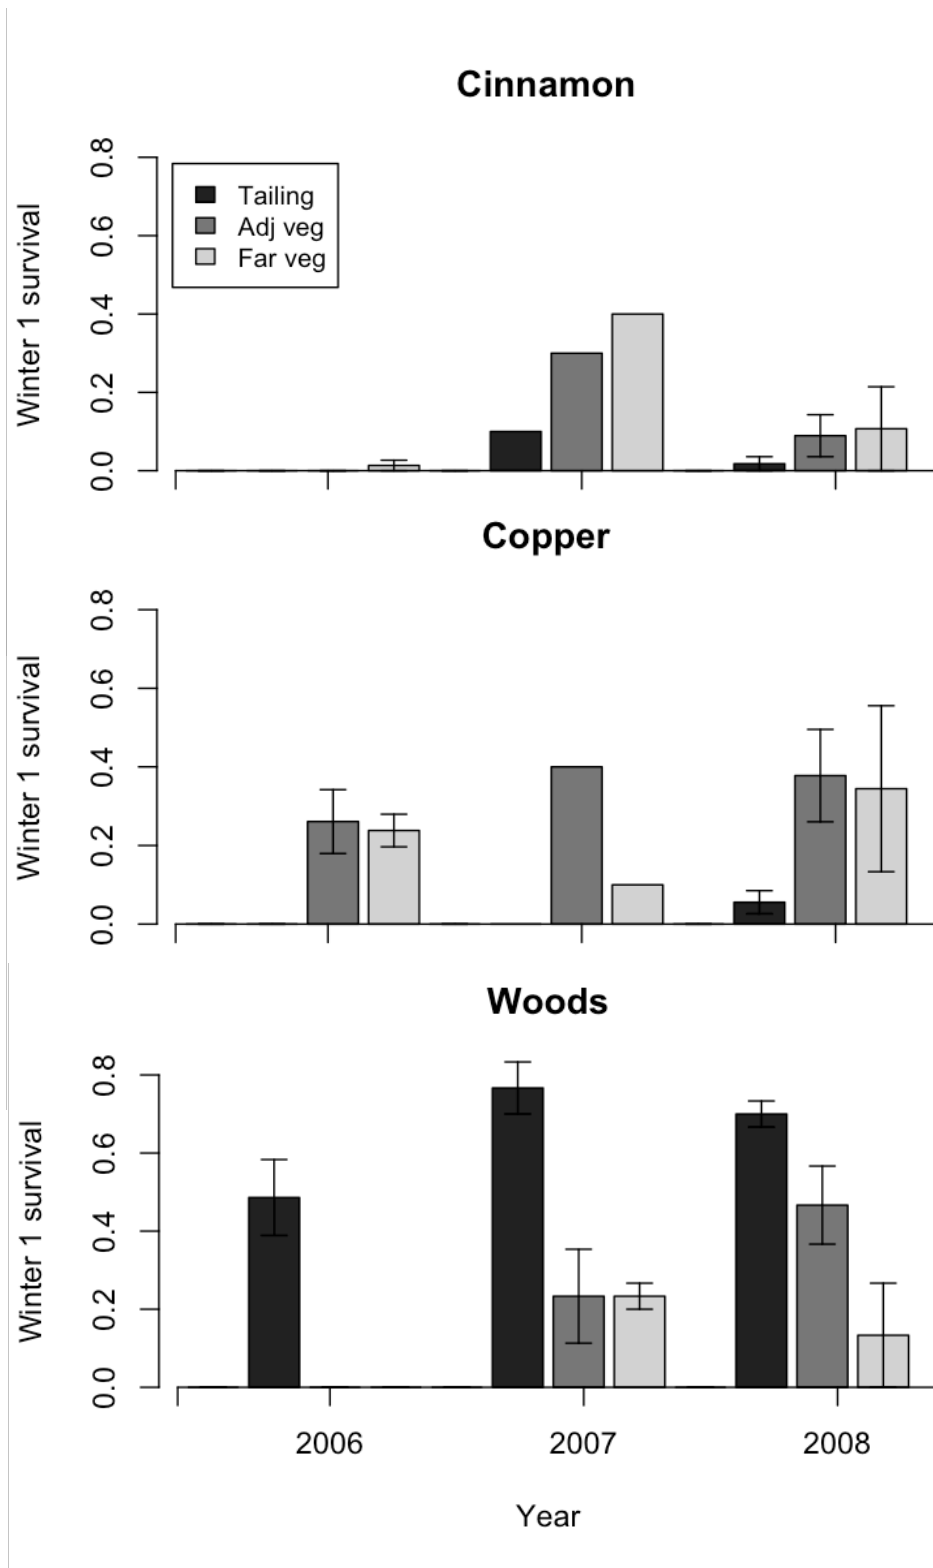 Cinnamon
Winter 1 survival
0.8
0.6
0.4
0.2
0.0
Tailing
Adj veg
Far veg
Copper
Winter 1 survival
0.8
0.6
0.4
0.2
0.0
Woods
Winter 1 survival
0.8
0.6
0.4
0.2
0.0
2006 2007 2008
Year